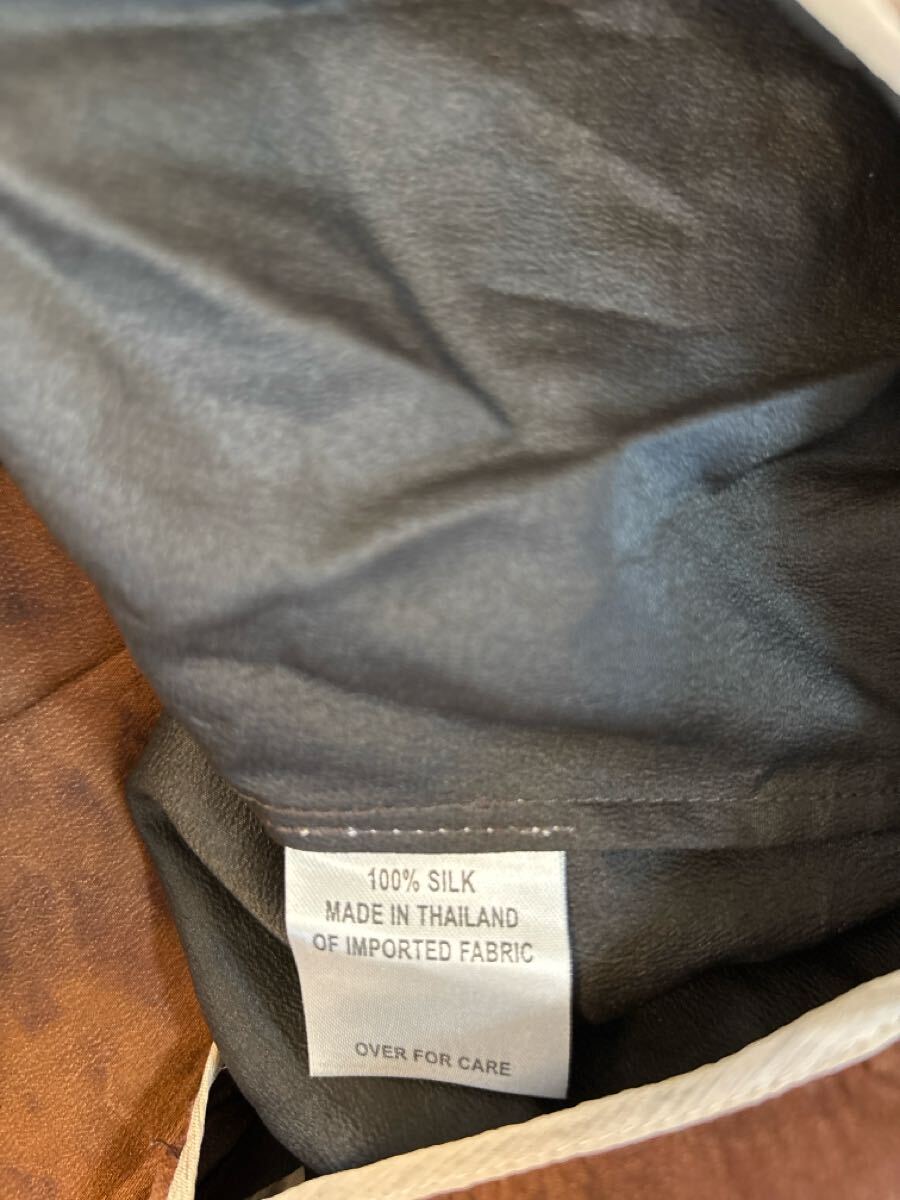 100% SILK
MADE IN THAILAND
OF IMPORTED FABRIC
OVER FOR CARE